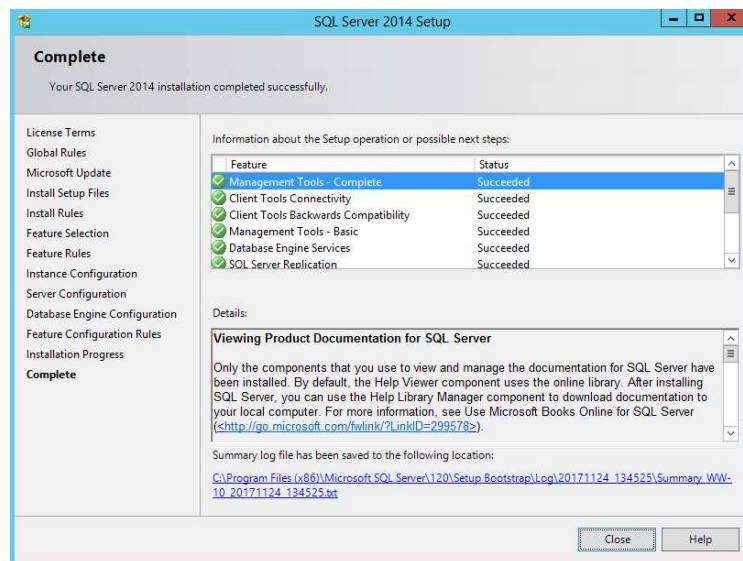 SQL Server 2014 Setup
Complete
Your SQL Server 2014 installation completed successfully.
License Terms
Global Rules
Microsoft Update
Install Setup Files
Install Rules
Feature Selection
Feature Rules
Instance Configuration
Server Configuration
Database Engine Configuration
Feature Configuration Rules
Installation Progress
Complete
Information about the Setup operation or possible next steps:
Feature Status
Management Tools - Complete Succeeded
Client Tools Connectivity Succeeded
Client Tools Backwards Compatibility Succeeded
Management Tools - Basic Succeeded
Database Engine Services Succeeded
SQL Server Replication Succeeded
Details:
Viewing Product Documentation for SQL Server
Only the components that you use to view and manage the documentation for SQL Server have
been installed. By default, the Help Viewer component uses the online library. After installing
SQL Server, you can use the Help Library Manager component to download documentation to
your local computer. For more information, see Use Microsoft Books Online for SQL Server
(<http://go.microsoft.com/fwlink/?LinkID=299578>).
Summary log file has been saved to the following location:
C:\Program Files (x86)\Microsoft SQL Server\120\Setup Bootstrap\Log\20171124_134525\Summary_WW-
10_20171124_134525.txt
Close Help